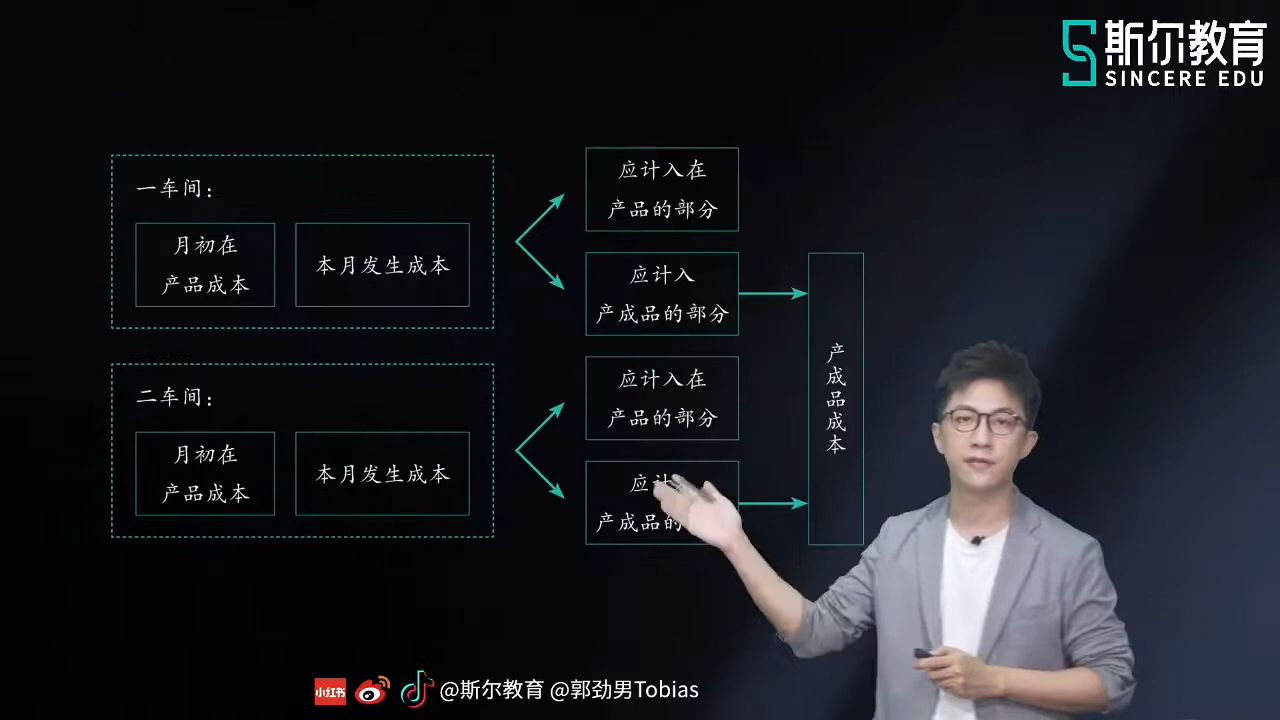 斯尔教育
SINCERE EDU
一车间：
月初在
产品成本
本月发生成本
应计入在
产品的部分
应计入
产成品的部分
二车间：
月初在
产品成本
本月发生成本
应计入在
产品的部分
应计
产成品的
产成品成本
小红书
@斯尔教育 @郭劲男Tobias